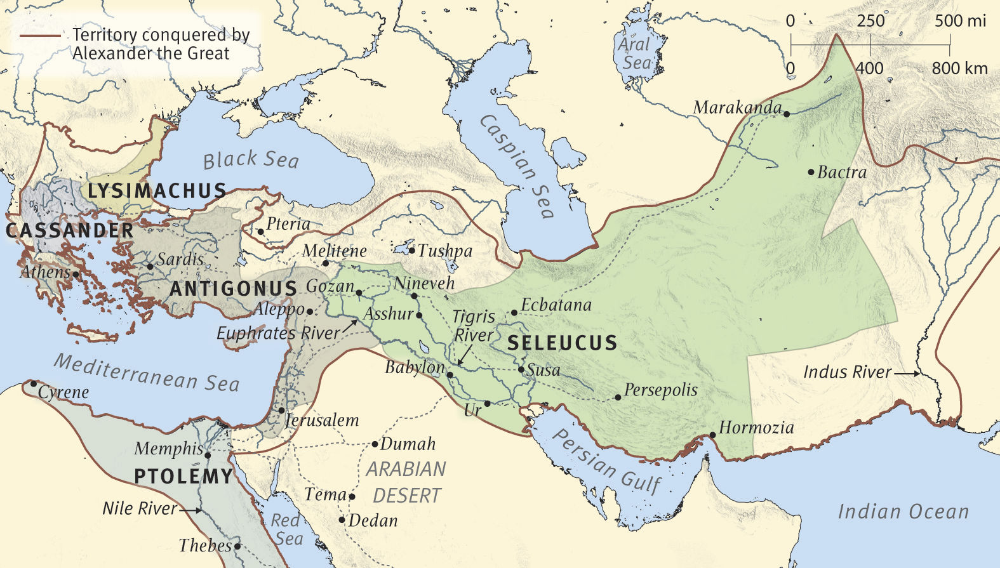 Territory conquered by
Alexander the Great
0 250 500 mi
0 400 800 km
Aral
Sea
Marakanda
Black Sea
Caspian Sea
Bactra
LYSIMACHUS
CASSANDER
Pteria
Melitene
Tushpa
Sardis
Athens
ANTIGONUS
Gozan
Nineveh
Aleppo
Asshur
Ecbatana
Tigris
River
Euphrates River
SELEUCUS
Mediterranean Sea
Babylon
Susa
Indus River
Cyrene
Persepolis
Ur
Jerusalem
Hormozia
Memphis
Dumah
Persian Gulf
PTOLEMY
ARABIAN
DESERT
Tema
Nile River
Indian Ocean
Red
Sea
Dedan
Thebes